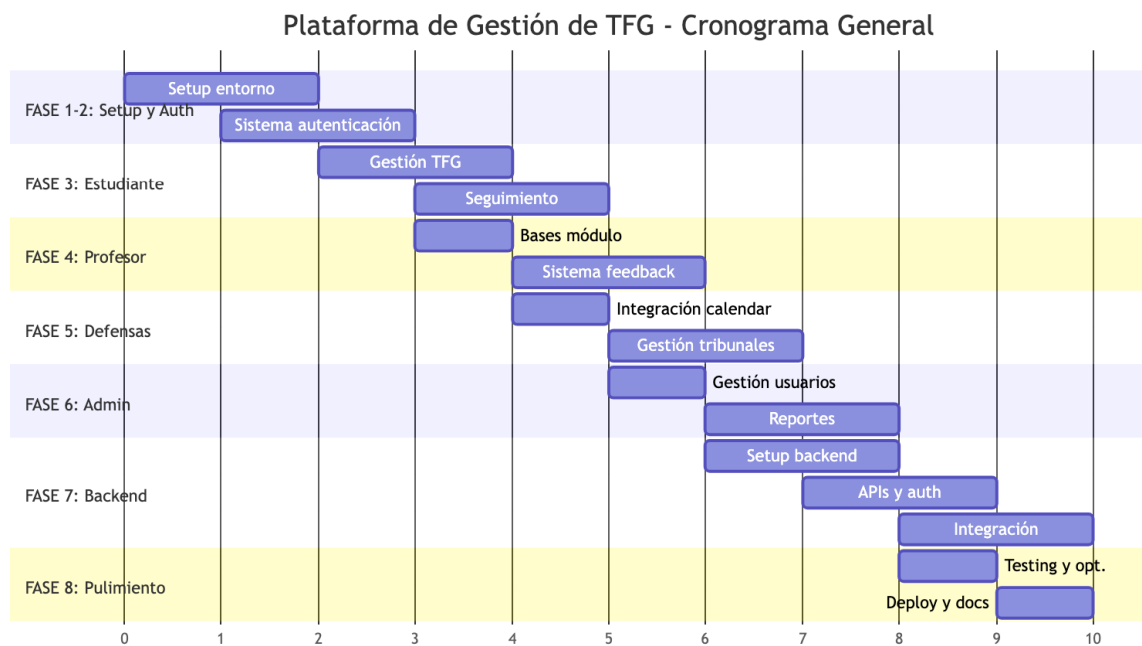 Plataforma de Gestión de TFG - Cronograma General
Setup entorno
FASE 1-2: Setup y Auth
Sistema autenticación
Gestión TFG
FASE 3: Estudiante
Seguimiento
Bases módulo
FASE 4: Profesor
Sistema feedback
Integración calendar
FASE 5: Defensas
Gestión tribunales
Gestión usuarios
FASE 6: Admin
Reportes
Setup backend
APIs y auth
FASE 7: Backend
Integración
Testing y opt.
FASE 8: Pulimiento
Deploy y docs
0 1 2 3 4 5 6 7 8 9 10